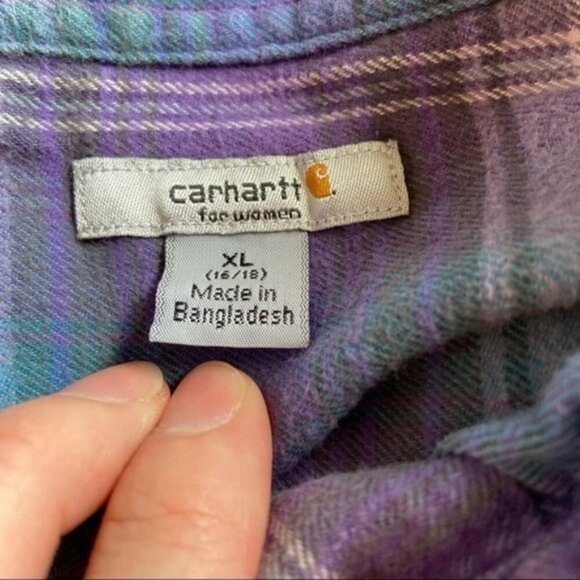 carhartt
for women
XL
(16/18)
Made in
Bangladesh